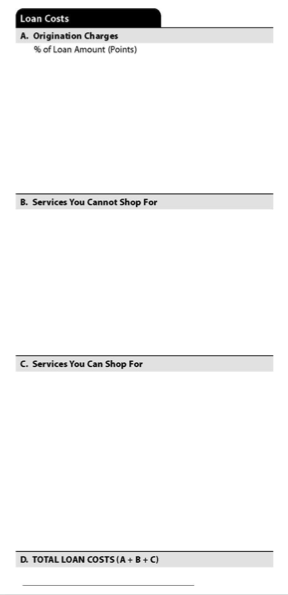 Loan Costs
A. Origination Charges
% of Loan Amount (Points)
B. Services You Cannot Shop For
C. Services You Can Shop For
D. TOTAL LOAN COSTS (A + B + C)